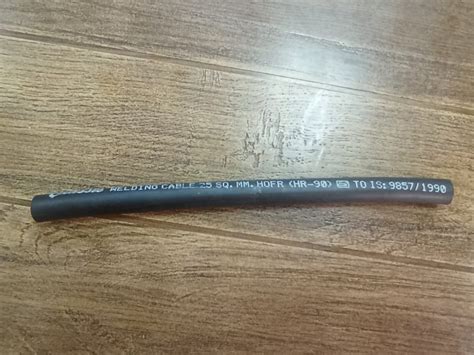 WELDING CABLE 25 SQ. MM. HOFR (HR-90) TO IS:9857/1990